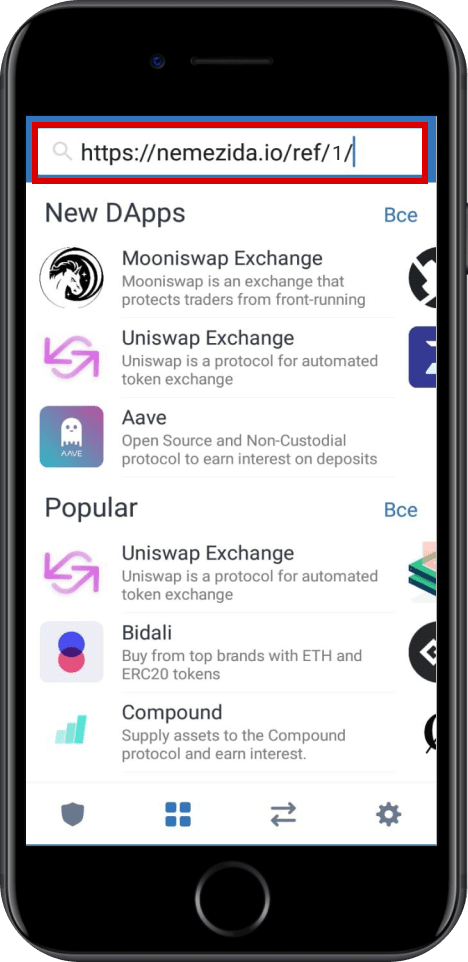 https://nemezida.io/ref/1/
New DApps
Все
Mooniswap Exchange
Mooniswap is an exchange that
protects traders from front-running
Uniswap Exchange
Uniswap is a protocol for automated
token exchange
AAVE
Aave
Open Source and Non-Custodial
protocol to earn interest on deposits
Popular
Все
Uniswap Exchange
Uniswap is a protocol for automated
token exchange
Bidali
Buy from top brands with ETH and
ERC20 tokens
Compound
Supply assets to the Compound
protocol and earn interest.